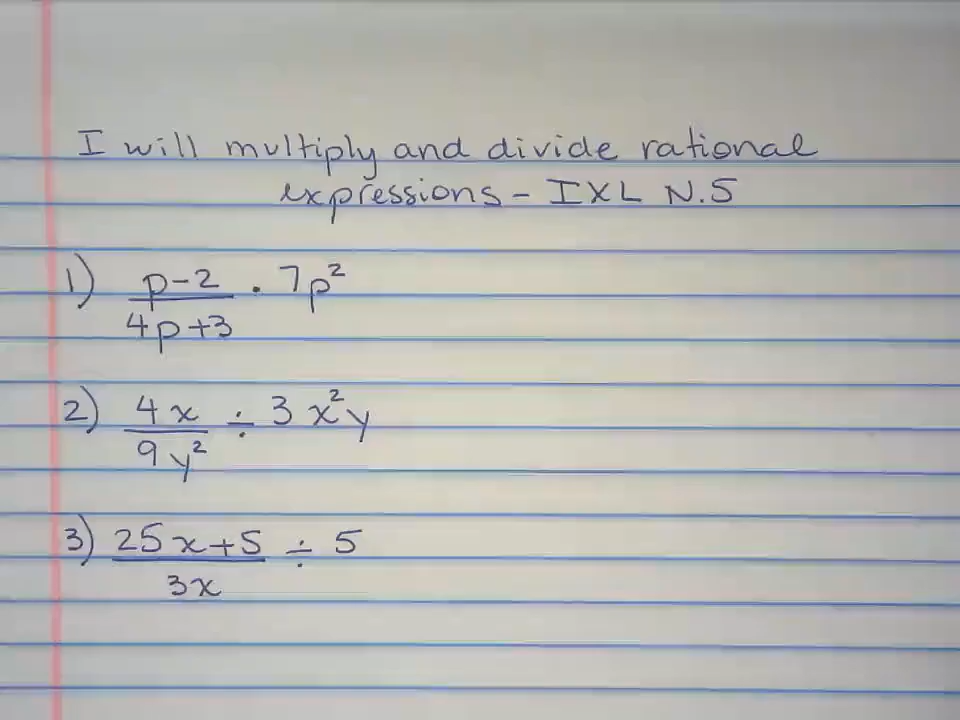 I will multiply and divide rational
expressions - IXL N.5
1) p-2 . 7p²
4p+3
2) 4x ÷ 3x²y
9y²
3) 25x+5 ÷ 5
3x